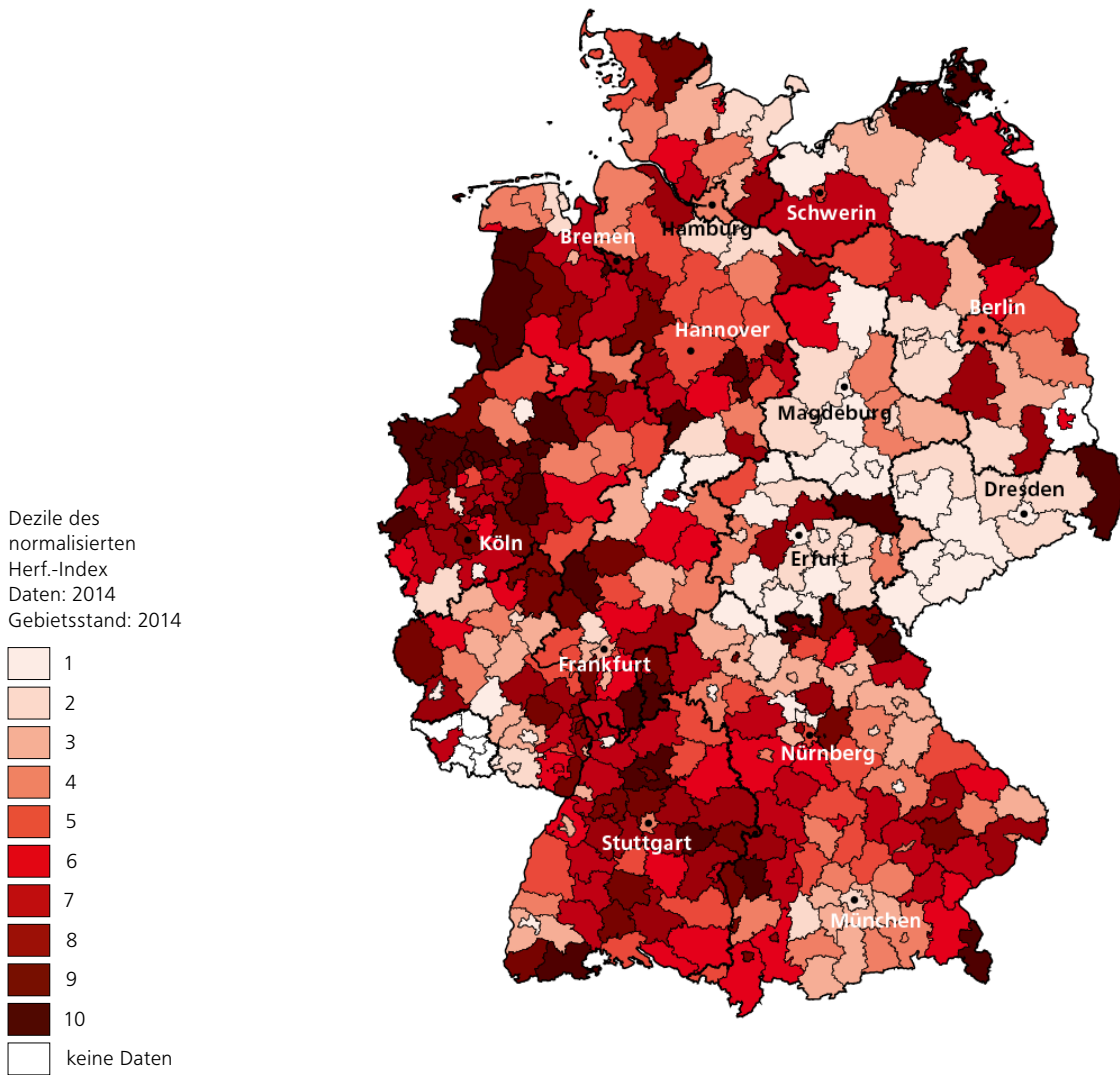 Schwerin
Hamburg
Bremen
Berlin
Hannover
Magdeburg
Dresden
Köln
Erfurt
Frankfurt
Nürnberg
Stuttgart
München
Dezile des
normalisierten
Herf.-Index
Daten: 2014
Gebietsstand: 2014
1
2
3
4
5
6
7
8
9
10
keine Daten